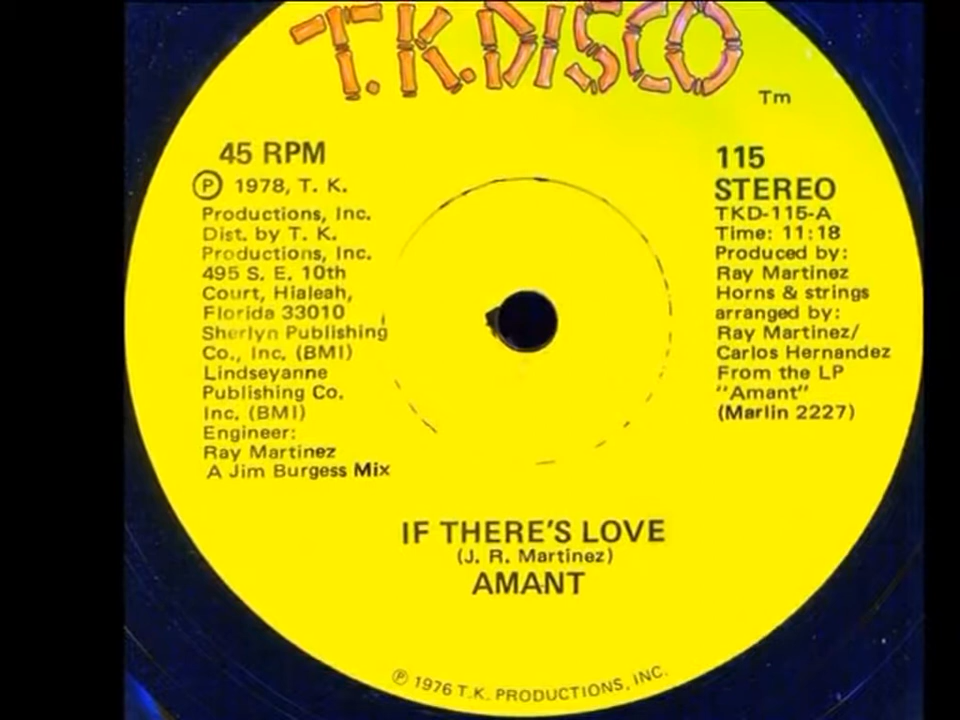 T.K. DISCO
Tm
45 RPM
Ⓟ 1978, T. K.
Productions, Inc.
Dist. by T. K.
Productions, Inc.
495 S. E. 10th
Court, Hialeah,
Florida 33010
Sherlyn Publishing
Co., Inc. (BMI)
Lindseyanne
Publishing Co.
Inc. (BMI)
Engineer:
Ray Martinez
A Jim Burgess Mix
115
STEREO
TKD-115-A
Time: 11:18
Produced by:
Ray Martinez
Horns & strings
arranged by:
Ray Martinez/
Carlos Hernandez
From the LP
"Amant"
(Marlin 2227)
IF THERE'S LOVE
(J. R. Martinez)
AMANT
Ⓟ 1976 T.K. PRODUCTIONS, INC.